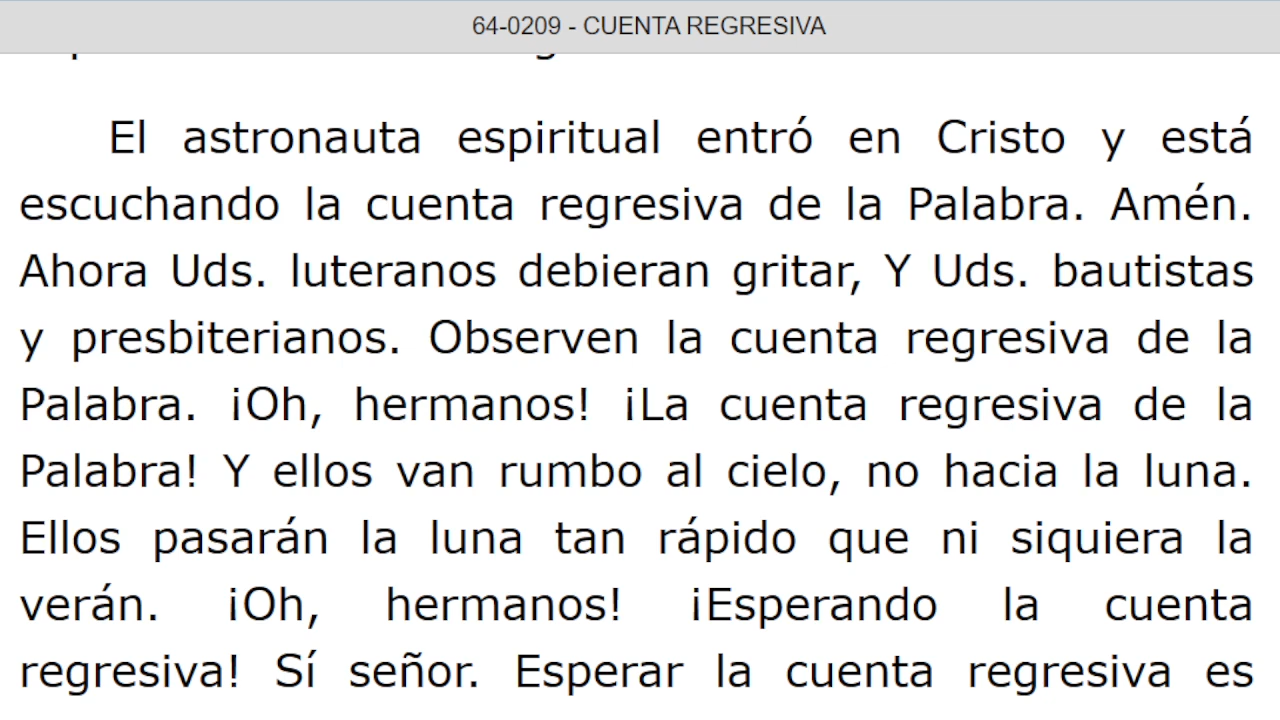 64-0209 - CUENTA REGRESIVA
El astronauta espiritual entró en Cristo y está
escuchando la cuenta regresiva de la Palabra. Amén.
Ahora Uds. luteranos debieran gritar, Y Uds. bautistas
y presbiterianos. Observen la cuenta regresiva de la
Palabra. ¡Oh, hermanos! ¡La cuenta regresiva de la
Palabra! Y ellos van rumbo al cielo, no hacia la luna.
Ellos pasarán la luna tan rápido que ni siquiera la
verán. ¡Oh, hermanos! ¡Esperando la cuenta
regresiva! Sí señor. Esperar la cuenta regresiva es